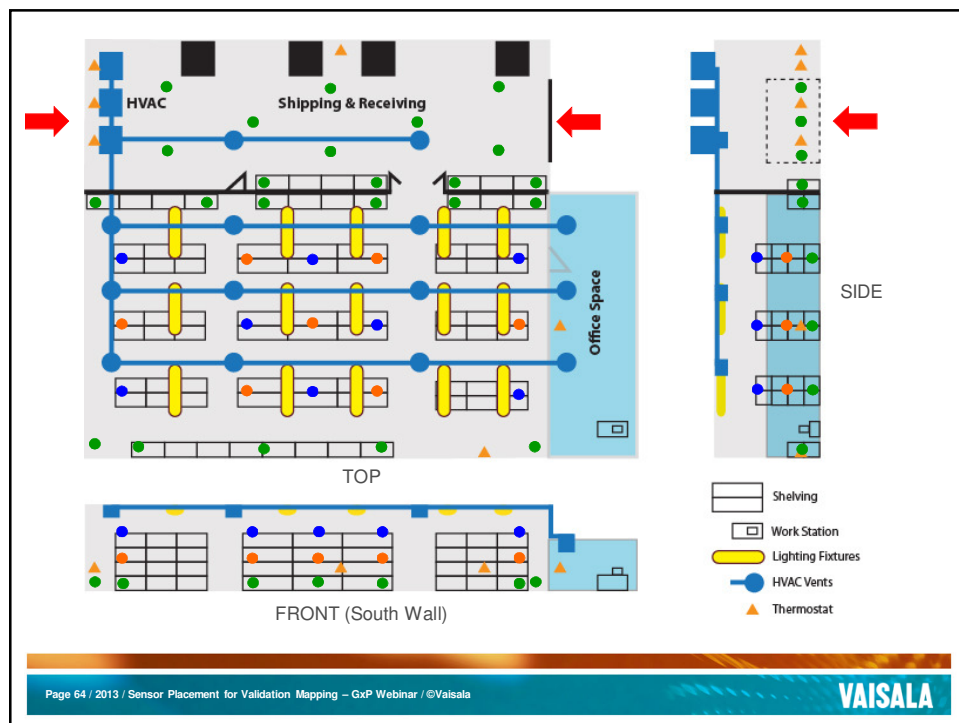 HVAC
Shipping & Receiving
Office Space
SIDE
TOP
Shelving
Work Station
Lighting Fixtures
HVAC Vents
Thermostat
FRONT (South Wall)
Page 64 / 2013 / Sensor Placement for Validation Mapping – GxP Webinar / ©Vaisala
VAISALA